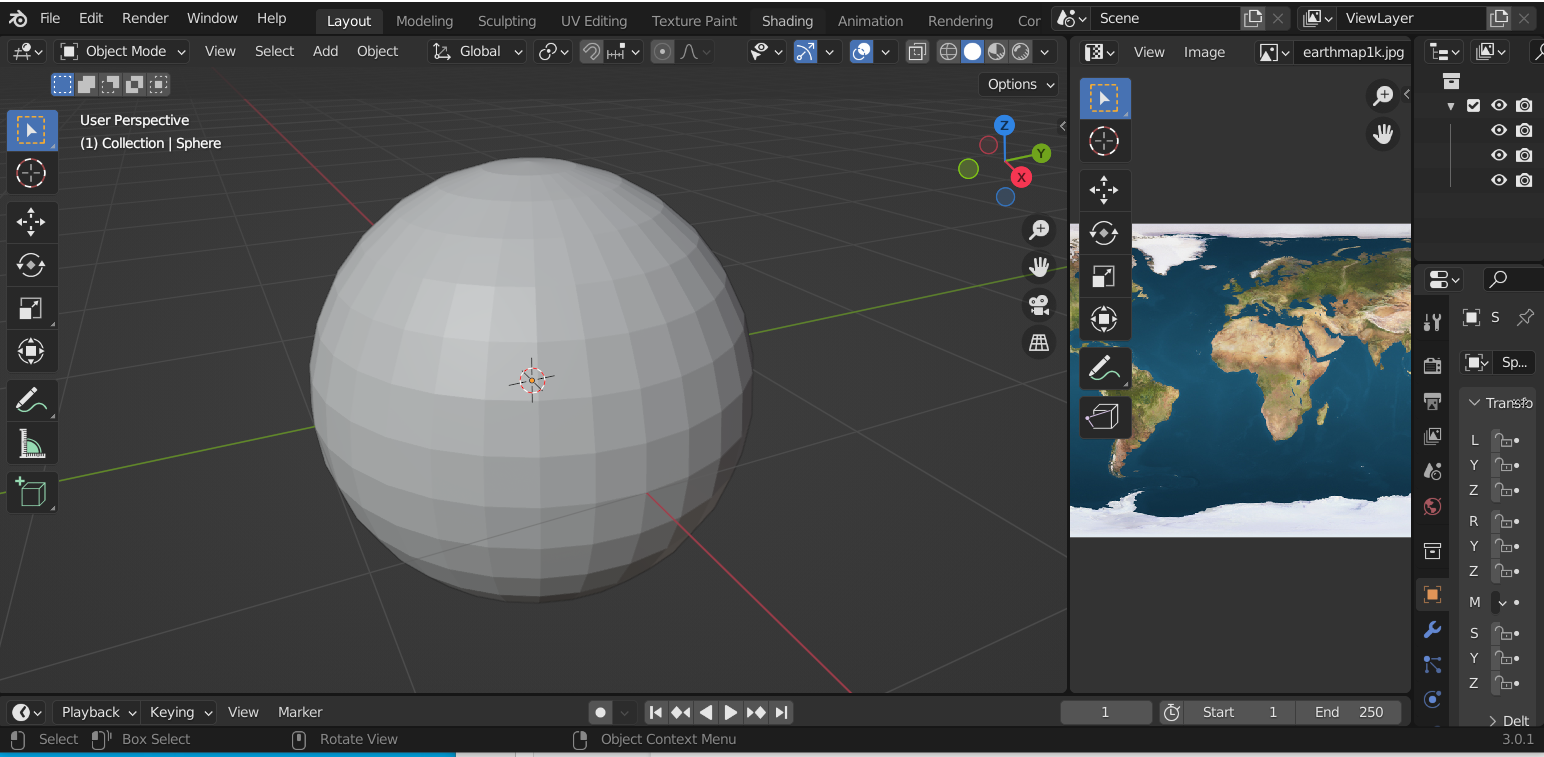 File Edit Render Window Help Layout Modeling Sculpting UV Editing Texture Paint Shading Animation Rendering Cor Scene ViewLayer
Object Mode View Select Add Object Global View Image earthmap1k.jpg
Options
User Perspective
(1) Collection | Sphere
Z
Y
X
S
Sp...
Transfo
L
Y
Z
R
Y
Z
M
S
Y
Z
Delt
Playback Keying View Marker 1 Start 1 End 250
Select Box Select Rotate View Object Context Menu 3.0.1